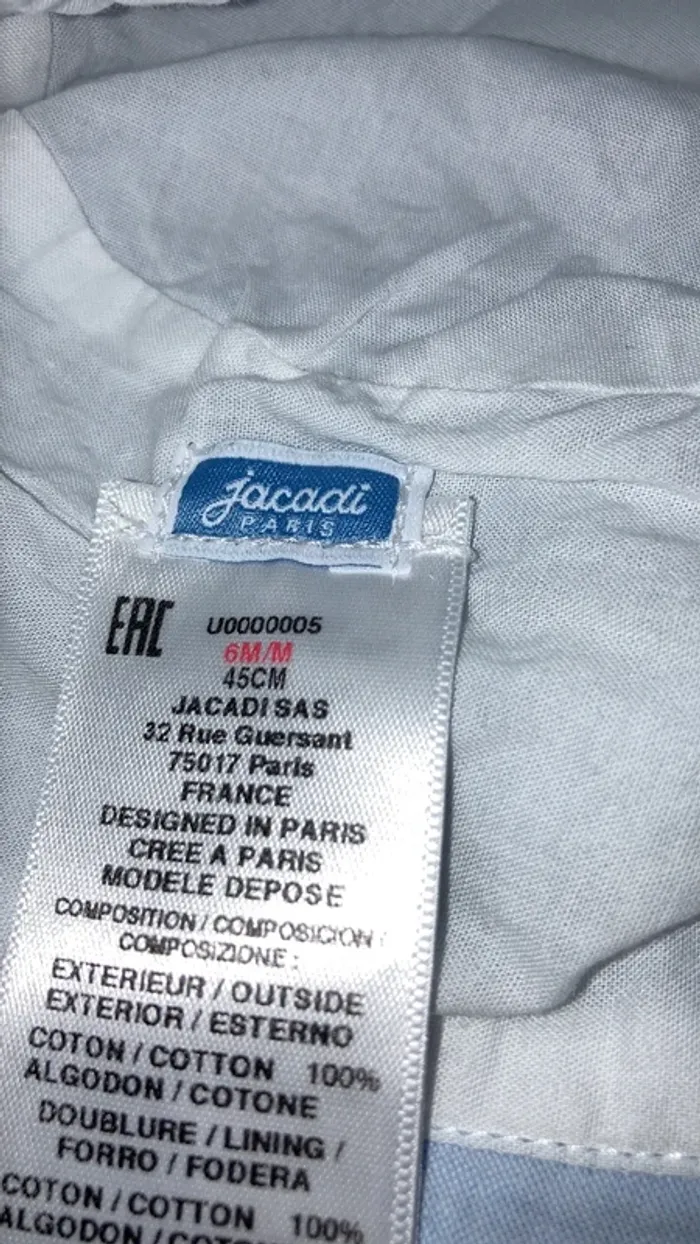 jacadi
PARIS
EAC
U0000005
6M/M
45CM
JACADI SAS
32 Rue Guersant
75017 Paris
FRANCE
DESIGNED IN PARIS
CREE A PARIS
MODELE DEPOSE
COMPOSITION / COMPOSICION /
COMPOSIZIONE :
EXTERIEUR / OUTSIDE
EXTERIOR / ESTERNO
COTON / COTTON 100%
ALGODON / COTONE
DOUBLURE / LINING /
FORRO / FODERA
COTON / COTTON 100%
ALGODON /